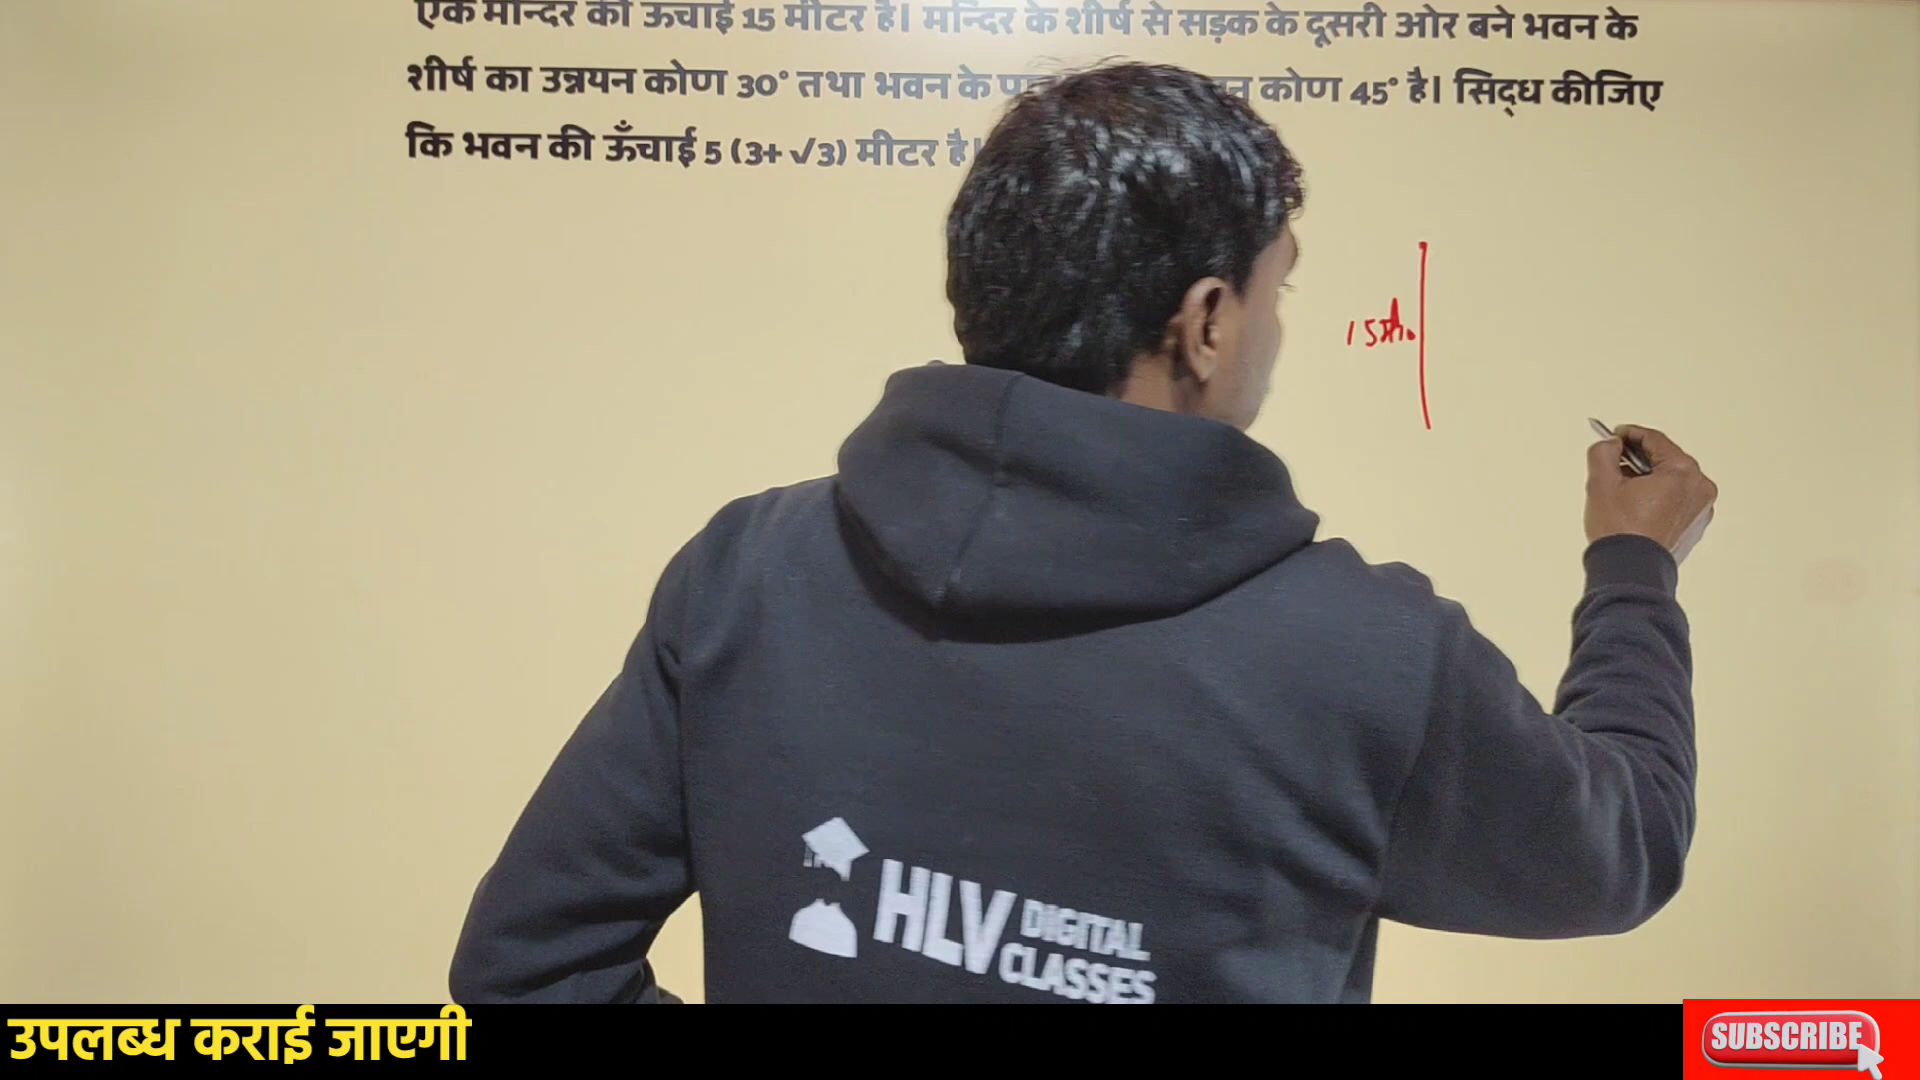 एक मन्दिर की ऊँचाई 15 मीटर है। मन्दिर के शीर्ष से सड़क के दूसरी ओर बने भवन के
शीर्ष का उन्नयन कोण 30° तथा भवन के कोण 45° है। सिद्ध कीजिए
कि भवन की ऊँचाई 5 (3+ √3) मीटर है।
15मी०
HLV DIGITAL
CLASSES
उपलब्ध कराई जाएगी
SUBSCRIBE